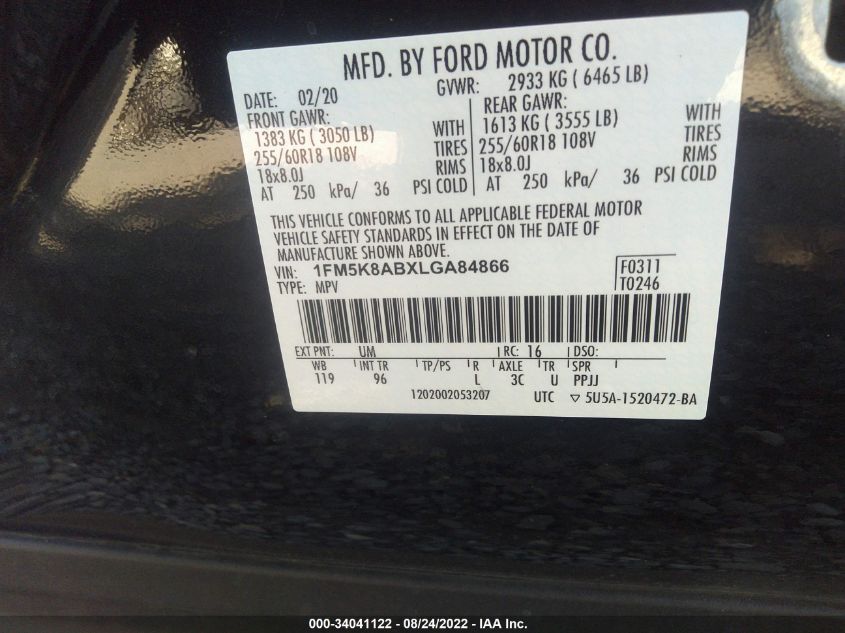 MFD. BY FORD MOTOR CO.
DATE: 02/20 GVWR: 2933 KG ( 6465 LB)
FRONT GAWR: REAR GAWR:
1383 KG ( 3050 LB) WITH 1613 KG ( 3555 LB) WITH
255/60R18 108V TIRES 255/60R18 108V TIRES
18x8.0J RIMS 18x8.0J RIMS
AT 250 kPa/ 36 PSI COLD AT 250 kPa/ 36 PSI COLD
THIS VEHICLE CONFORMS TO ALL APPLICABLE FEDERAL MOTOR
VEHICLE SAFETY STANDARDS IN EFFECT ON THE DATE OF
MANUFACTURE SHOWN ABOVE.
VIN: 1FM5K8ABXLGA84866 F0311
TYPE: MPV T0246
EXT PNT: UM RC: 16 DSO:
WB INT TR TP/PS R AXLE TR SPR
119 96 L 3C U PPJJ
1202002053207 UTC ▽ 5U5A-1520472-BA
000-34041122 - 08/24/2022 - IAA Inc.